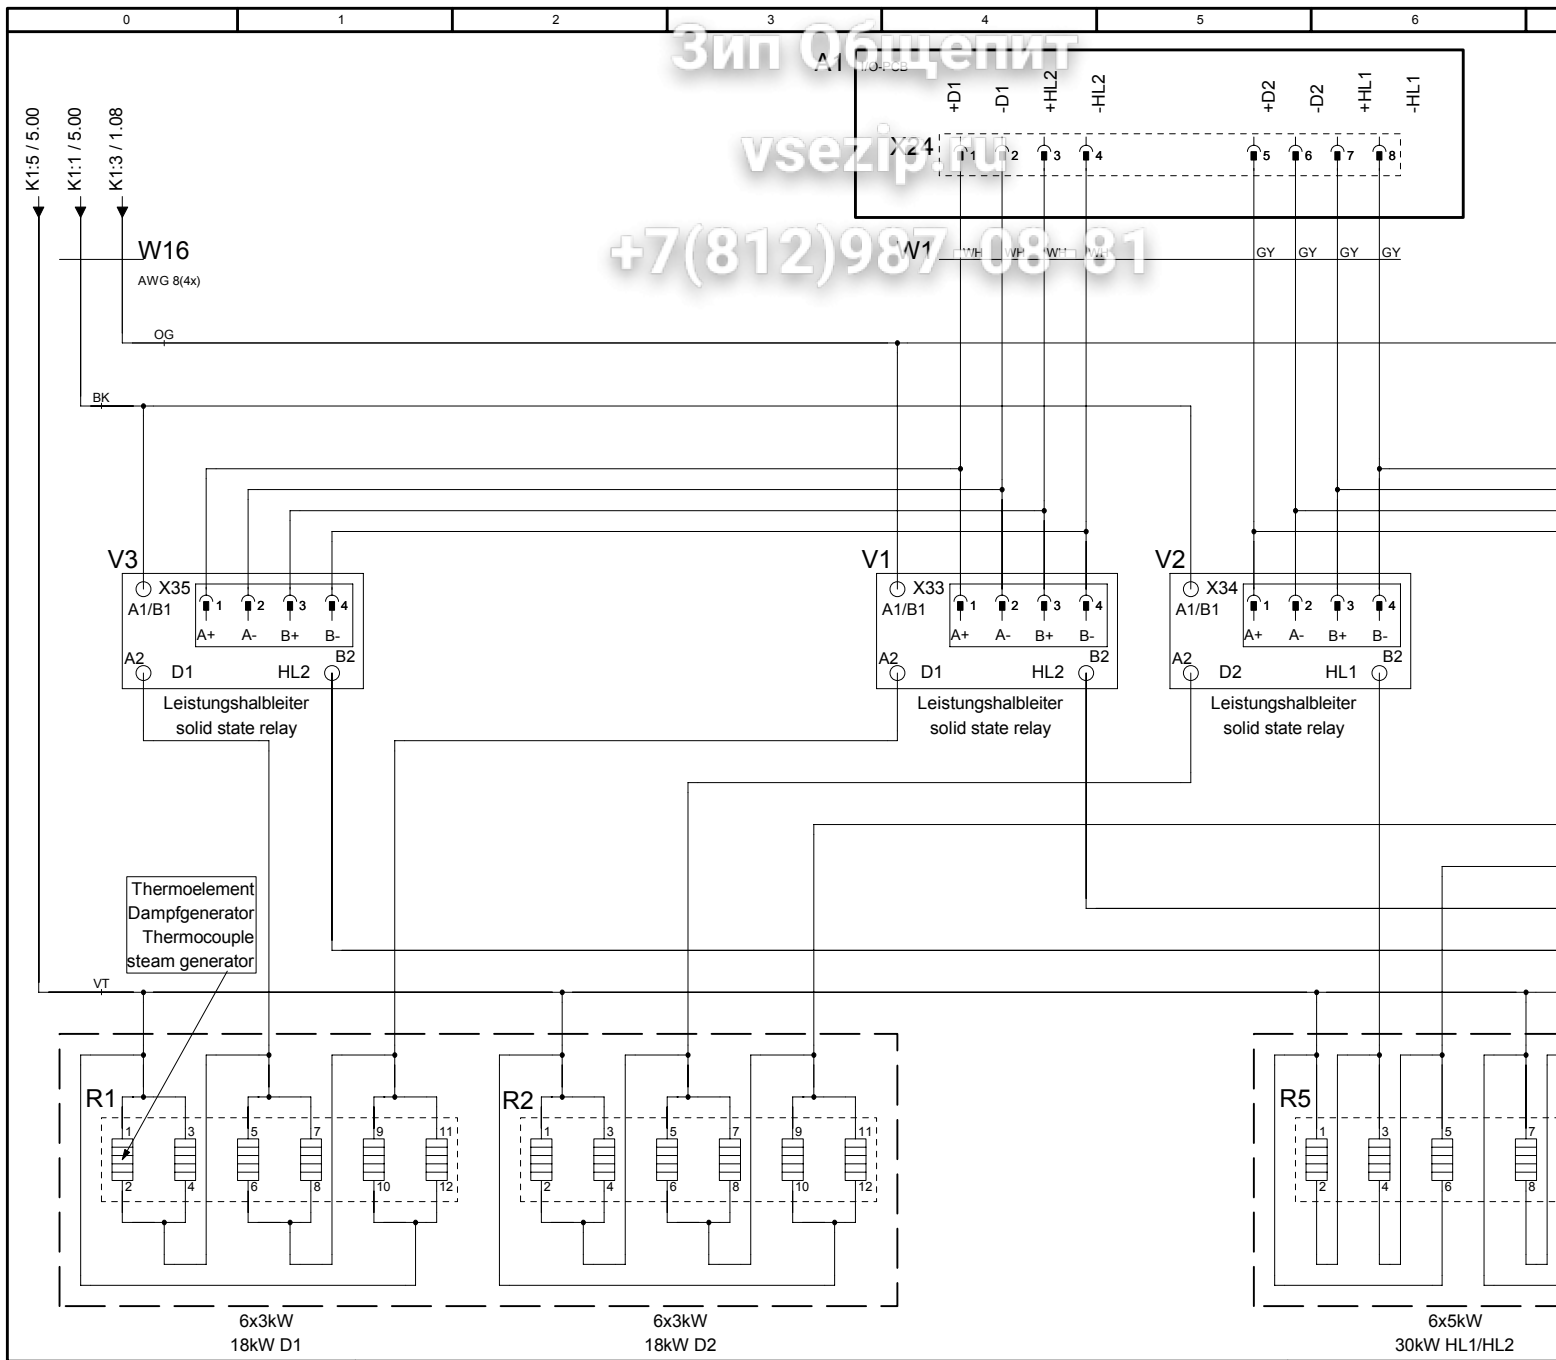 0 1 2 3 4 5 6
Зип Общепит
A1 I/O-PCB
+D1 -D1 +HL2 -HL2 +D2 -D2 +HL1 -HL1
K1:5 / 5.00
K1:1 / 5.00
K1:3 / 1.08
vsezip.ru
X24 1 2 3 4 5 6 7 8
+7(812)987-08-81
W16
AWG 8(4x)
W1 WH WH WH WH GY GY GY GY
OG
BK
V3 V1 V2
X35 1 2 3 4 X33 1 2 3 4 X34 1 2 3 4
A1/B1 A1/B1 A1/B1
A+ A- B+ B- A+ A- B+ B- A+ A- B+ B-
A2 D1 HL2 B2 A2 D1 HL2 B2 A2 D2 HL1 B2
Leistungshalbleiter Leistungshalbleiter Leistungshalbleiter
solid state relay solid state relay solid state relay
Thermoelement
Dampfgenerator
Thermocouple
steam generator
VT
R1 R2 R5
1 3 5 7 9 11 1 3 5 7 9 11 1 3 5 7
2 4 6 8 10 12 2 4 6 8 10 12 2 4 6 8
6x3kW 6x3kW 6x5kW
18kW D1 18kW D2 30kW HL1/HL2